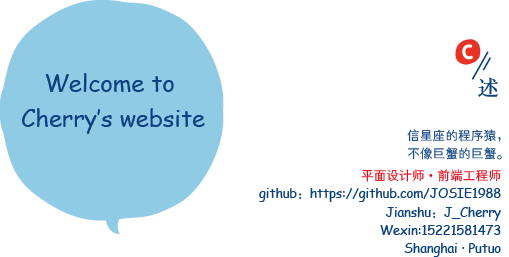 Welcome to
Cherry's website
C
述
信星座的程序猿，
不像巨蟹的巨蟹。
平面设计师·前端工程师
github：https://github.com/JOSIE1988
Jianshu：J_Cherry
Wexin:15221581473
Shanghai · Putuo